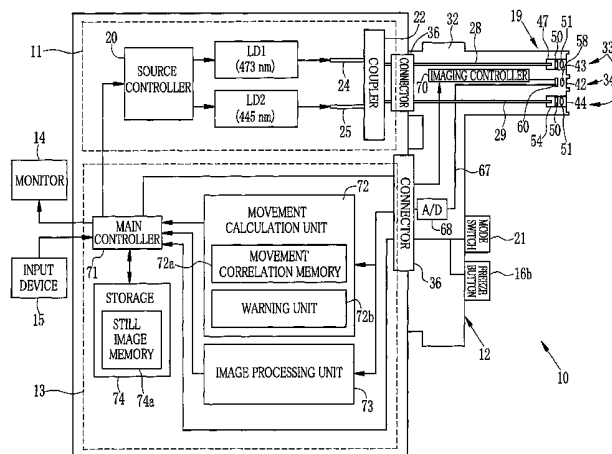 11
20
SOURCE
CONTROLLER
LD1
(473 nm)
LD2
(445 nm)
24
25
22
COUPLER
36
CONNECTOR
32
28
19
47
50
51
58
43
33
42
34
44
IMAGING CONTROLLER
70
60
54
50
51
29
67
14
MONITOR
INPUT
DEVICE
15
MAIN
CONTROLLER
71
STORAGE
STILL
IMAGE
MEMORY
74
74a
13
72
MOVEMENT
CALCULATION UNIT
72a
MOVEMENT
CORRELATION MEMORY
WARNING UNIT
72b
IMAGE PROCESSING UNIT
73
CONNECTOR
36
A/D
68
MODE
SWITCH
21
FREEZE
BUTTON
16b
12
10